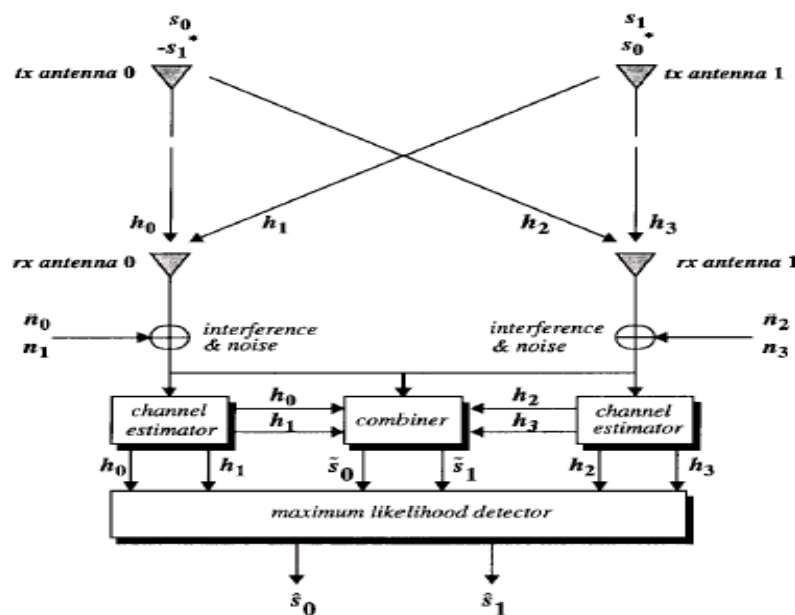 s₀
s₁
-s₁*
s₀*
tx antenna 0
tx antenna 1
h₀
h₁
h₂
h₃
rx antenna 0
rx antenna 1
n₀
n₁
interference
& noise
interference
& noise
n₂
n₃
channel
estimator
h₀
h₁
combiner
h₂
h₃
channel
estimator
h₀
h₁
s̃₀
s̃₁
h₂
h₃
maximum likelihood detector
ŝ₀
ŝ₁